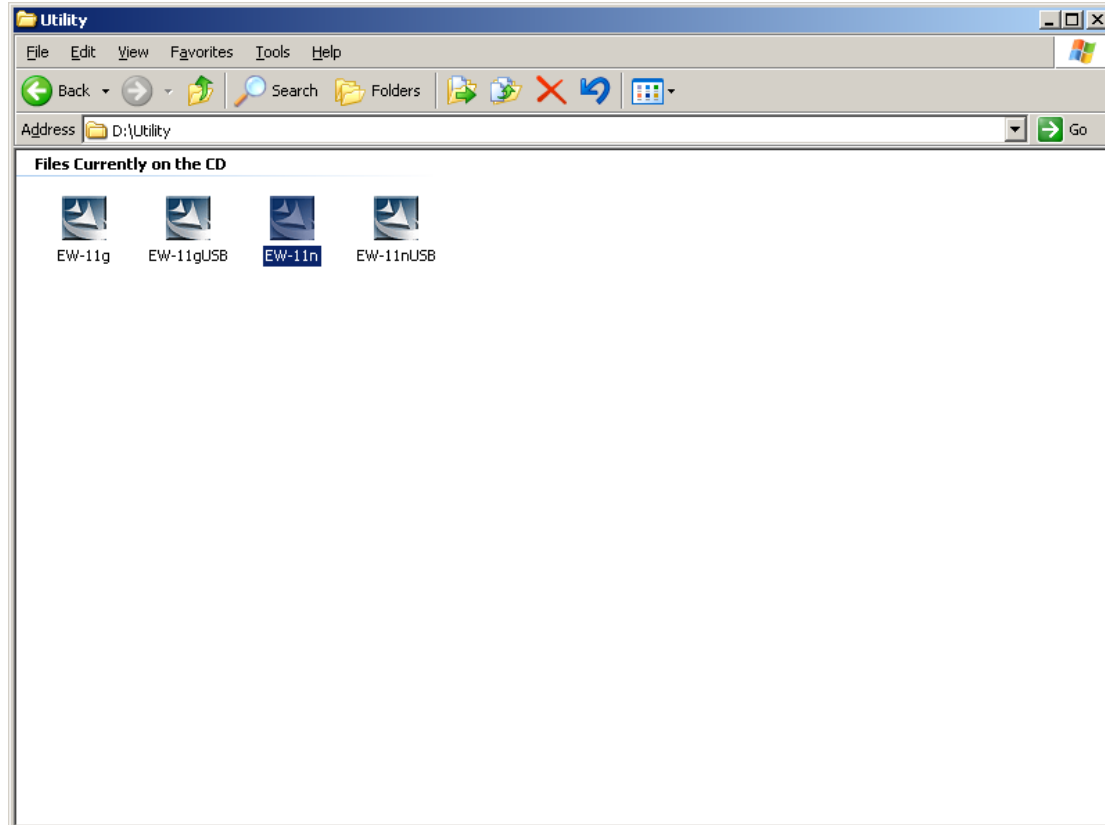 Utility
File Edit View Favorites Tools Help
Back Search Folders
Address D:\Utility Go
Files Currently on the CD
EW-11g EW-11gUSB EW-11n EW-11nUSB